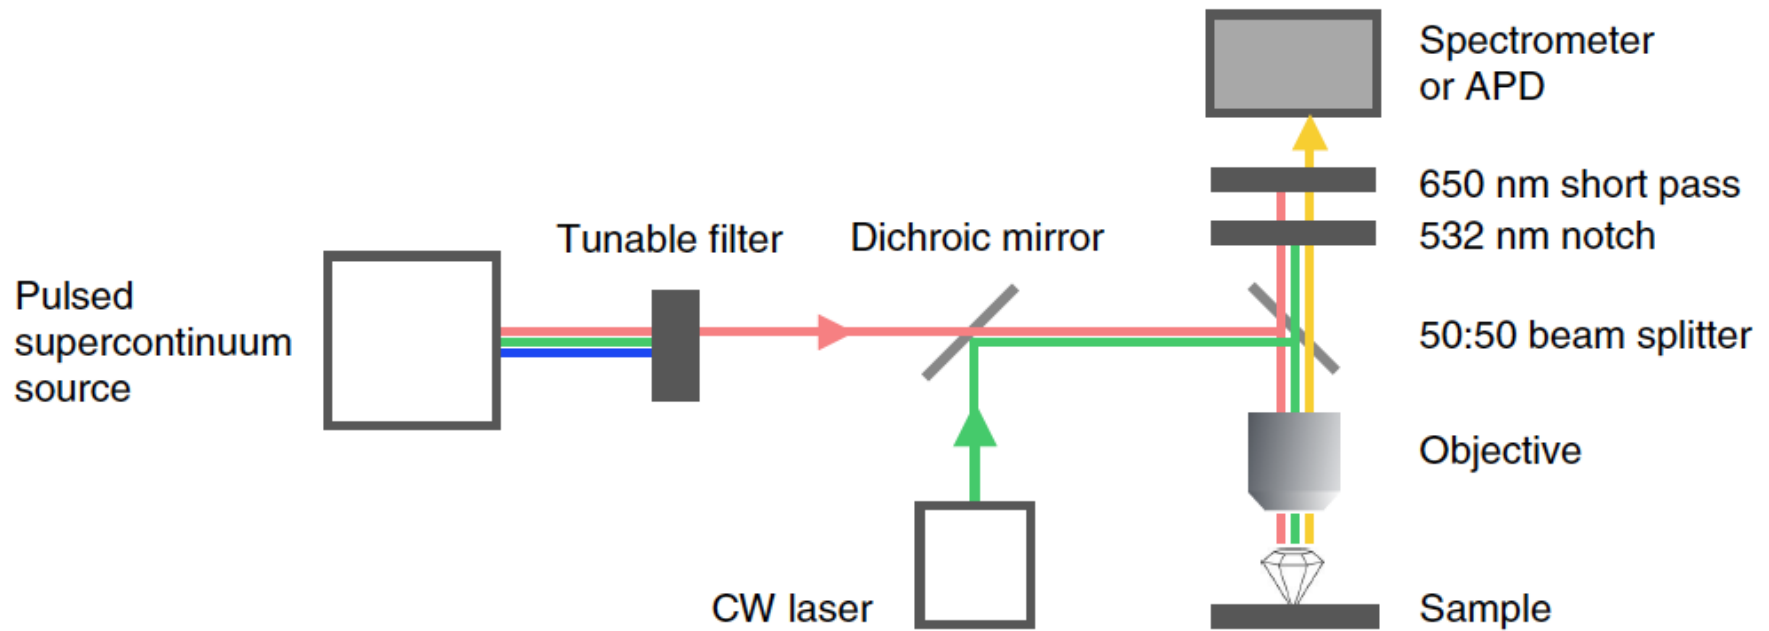 Spectrometer
or APD
650 nm short pass
532 nm notch
Tunable filter
Dichroic mirror
Pulsed
supercontinuum
source
50:50 beam splitter
Objective
CW laser
Sample